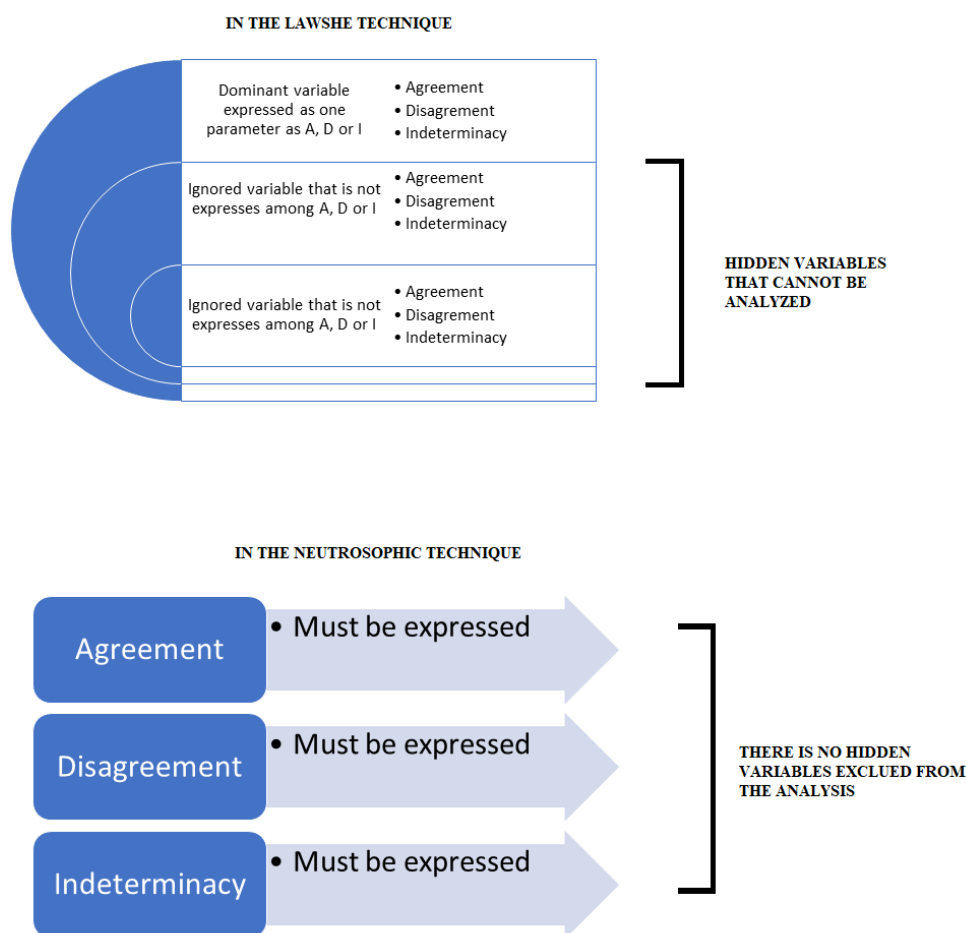 IN THE LAWSHE TECHNIQUE
Dominant variable
expressed as one
parameter as A, D or I
• Agreement
• Disagrement
• Indeterminacy
Ignored variable that is not
expresses among A, D or I
• Agreement
• Disagrement
• Indeterminacy
Ignored variable that is not
expresses among A, D or I
• Agreement
• Disagrement
• Indeterminacy
HIDDEN VARIABLES
THAT CANNOT BE
ANALYZED
IN THE NEUTROSOPHIC TECHNIQUE
Agreement
• Must be expressed
Disagreement
• Must be expressed
Indeterminacy
• Must be expressed
THERE IS NO HIDDEN
VARIABLES EXCLUED FROM
THE ANALYSIS